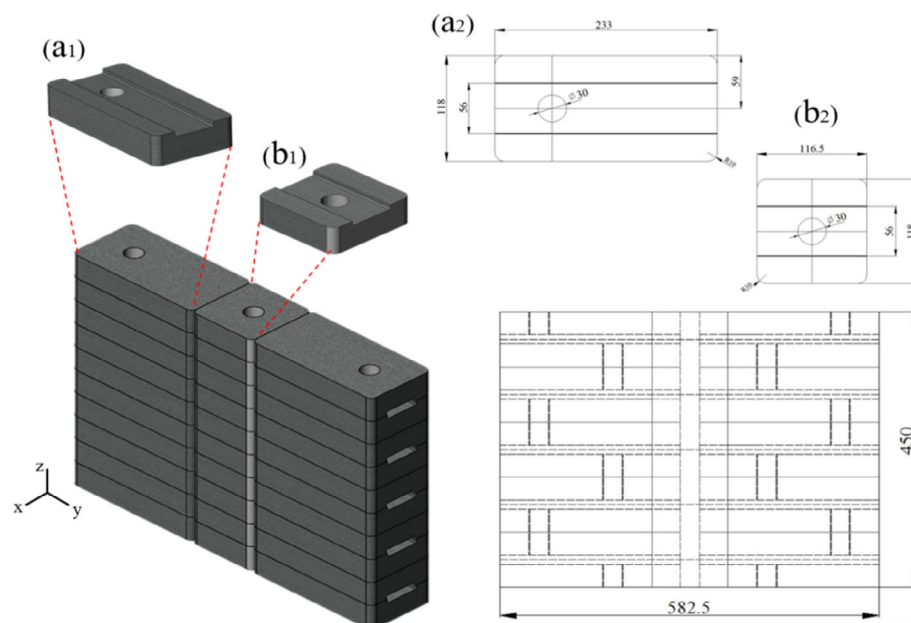 (a1)
(b1)
z
x
y
(a2)
233
118
56
Ø30
59
R10
(b2)
116.5
Ø30
56
118
R10
450
582.5